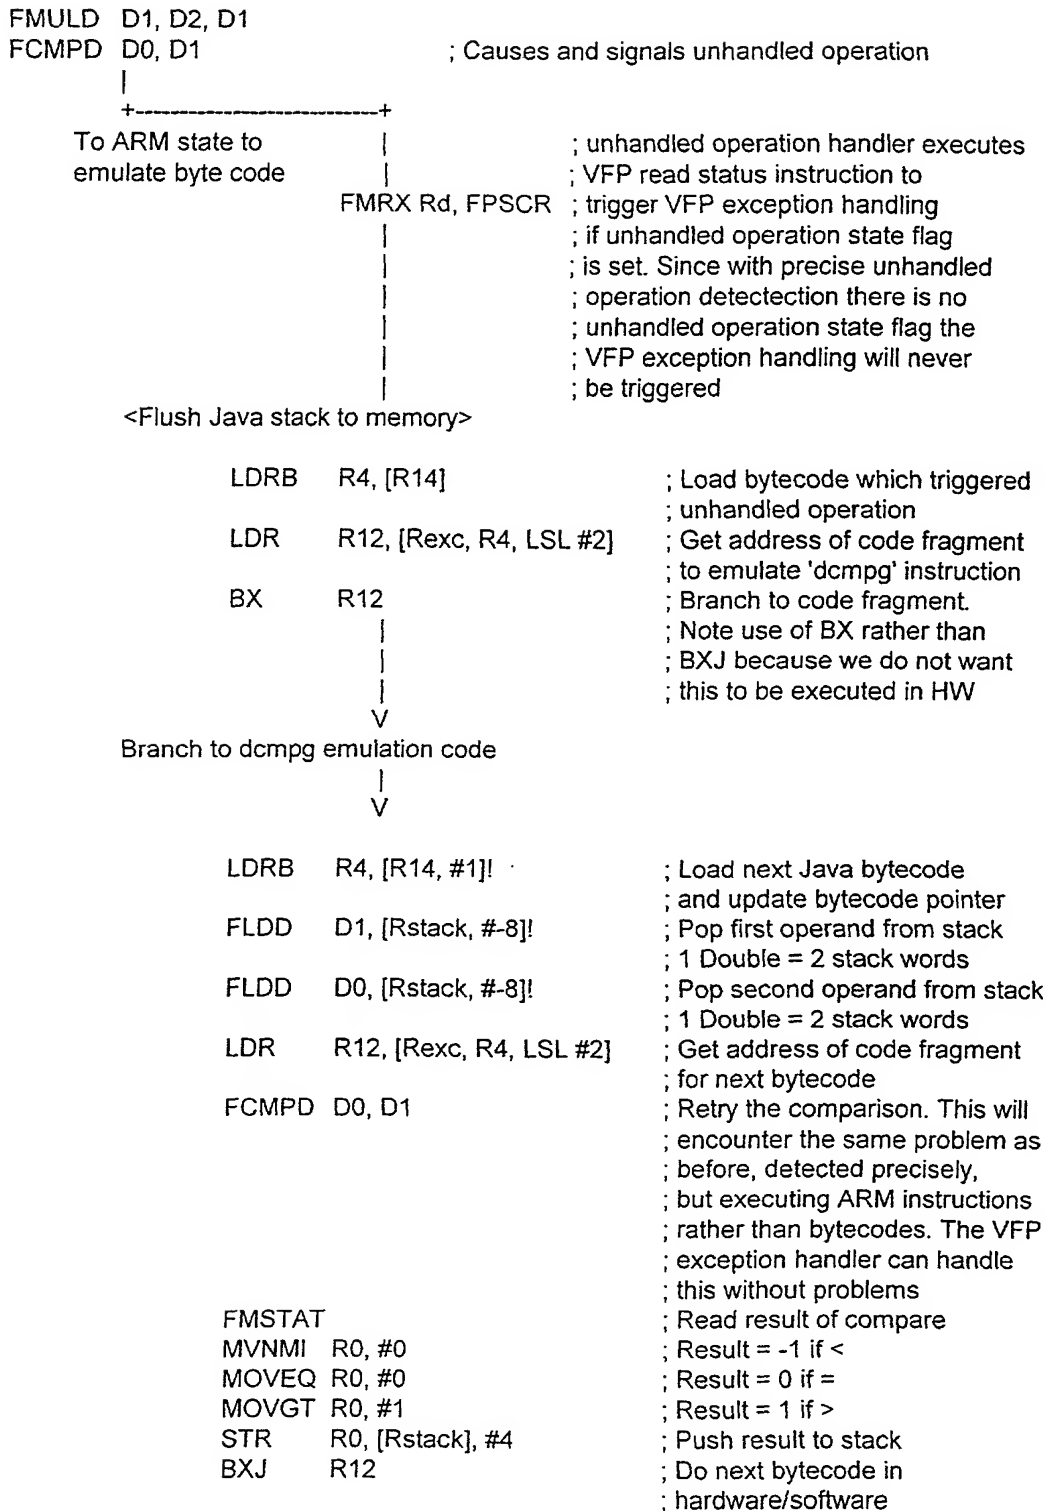 FMULD D1, D2, D1
FCMPD D0, D1 ; Causes and signals unhandled operation
|
+---------------------------+
To ARM state to | ; unhandled operation handler executes
emulate byte code | ; VFP read status instruction to
FMRX Rd, FPSCR ; trigger VFP exception handling
| ; if unhandled operation state flag
| ; is set. Since with precise unhandled
| ; operation detectection there is no
| ; unhandled operation state flag the
| ; VFP exception handling will never
| ; be triggered
<Flush Java stack to memory>
LDRB R4, [R14] ; Load bytecode which triggered
; unhandled operation
LDR R12, [Rexc, R4, LSL #2] ; Get address of code fragment
; to emulate 'dcmpg' instruction
BX R12 ; Branch to code fragment.
| ; Note use of BX rather than
| ; BXJ because we do not want
| ; this to be executed in HW
V
Branch to dcmpg emulation code
|
V
LDRB R4, [R14, #1]! ; Load next Java bytecode
; and update bytecode pointer
FLDD D1, [Rstack, #-8]! ; Pop first operand from stack
; 1 Double = 2 stack words
FLDD D0, [Rstack, #-8]! ; Pop second operand from stack
; 1 Double = 2 stack words
LDR R12, [Rexc, R4, LSL #2] ; Get address of code fragment
; for next bytecode
FCMPD D0, D1 ; Retry the comparison. This will
; encounter the same problem as
; before, detected precisely,
; but executing ARM instructions
; rather than bytecodes. The VFP
; exception handler can handle
; this without problems
FMSTAT ; Read result of compare
MVNMI R0, #0 ; Result = -1 if <
MOVEQ R0, #0 ; Result = 0 if =
MOVGT R0, #1 ; Result = 1 if >
STR R0, [Rstack], #4 ; Push result to stack
BXJ R12 ; Do next bytecode in
; hardware/software